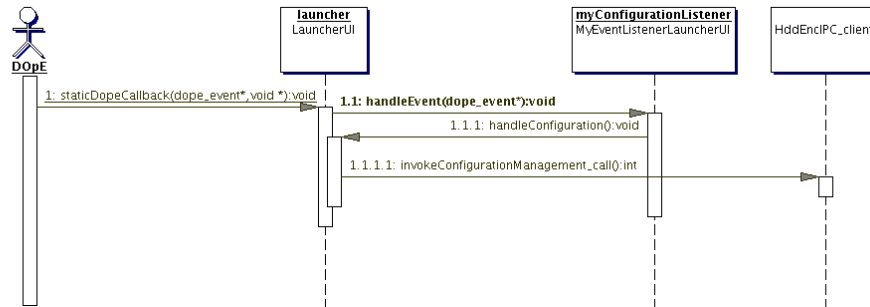 launcher
LauncherUI
myConfigurationListener
MyEventListenerLauncherUI
HddEncIPC_client
DOpE
1: staticDopeCallback(dope_event*,void *):void
1.1: handleEvent(dope_event*):void
1.1.1: handleConfiguration():void
1.1.1.1: invokeConfigurationManagement_call():int